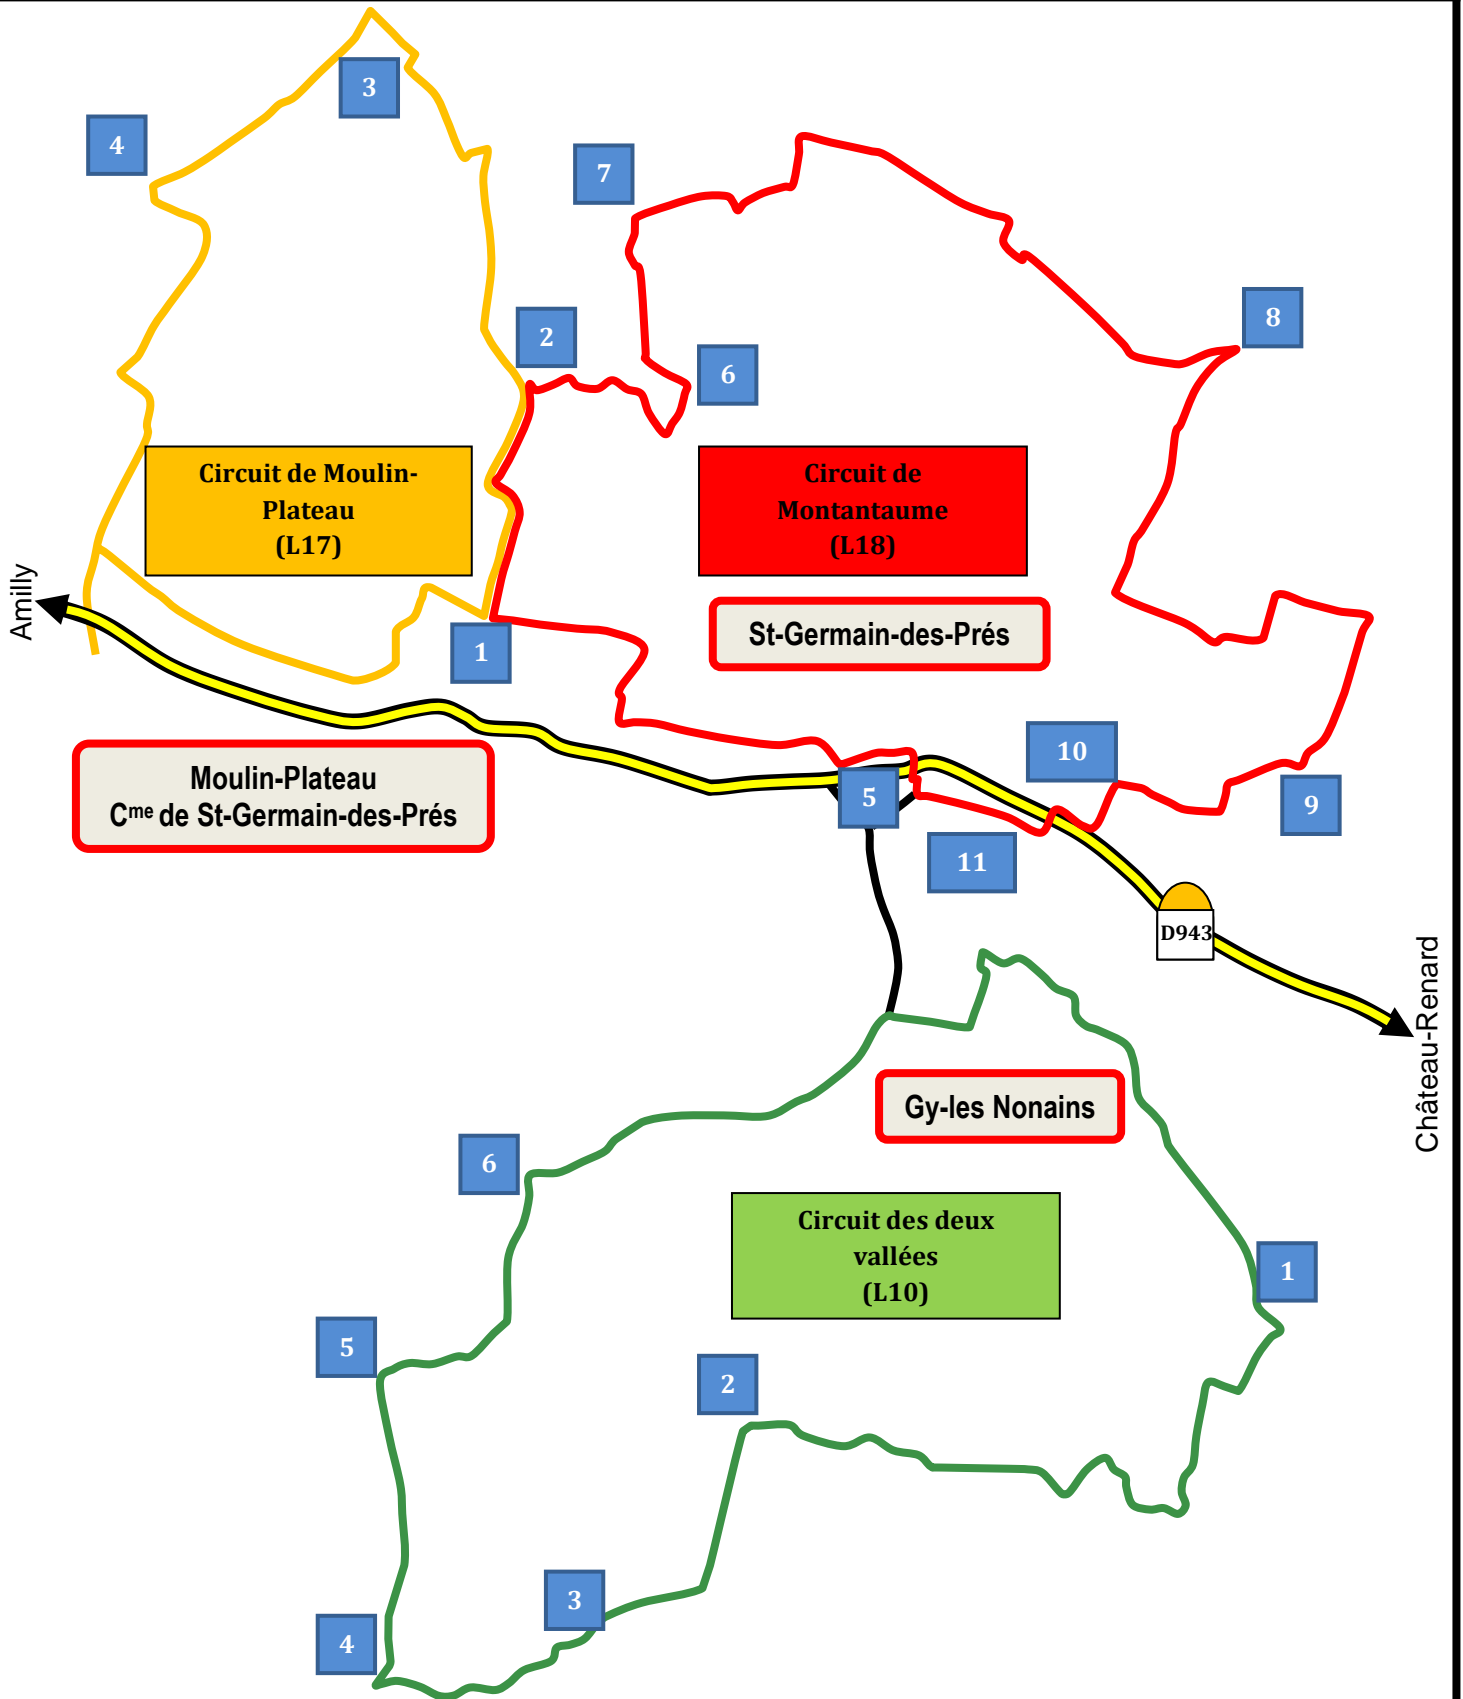 3
4
7
8
2
6
Circuit de Moulin-
Plateau
(L17)
Circuit de
Montantaume
(L18)
Amilly
St-Germain-des-Prés
1
10
Moulin-Plateau
Cme de St-Germain-des-Prés
5
9
11
D943
Château-Renard
Gy-les Nonains
6
Circuit des deux
vallées
(L10)
1
5
2
3
4